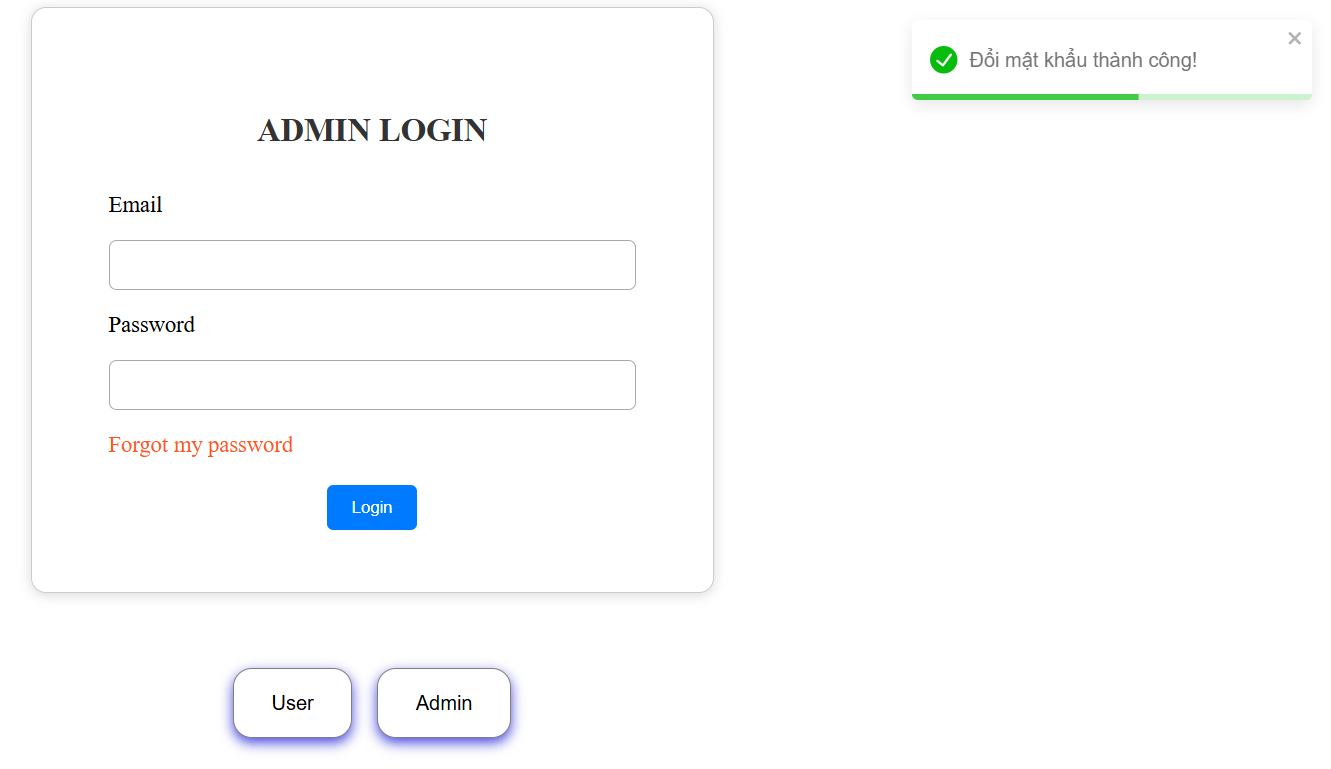 ADMIN LOGIN
Email
Password
Forgot my password
Login
User
Admin
Đổi mật khẩu thành công!